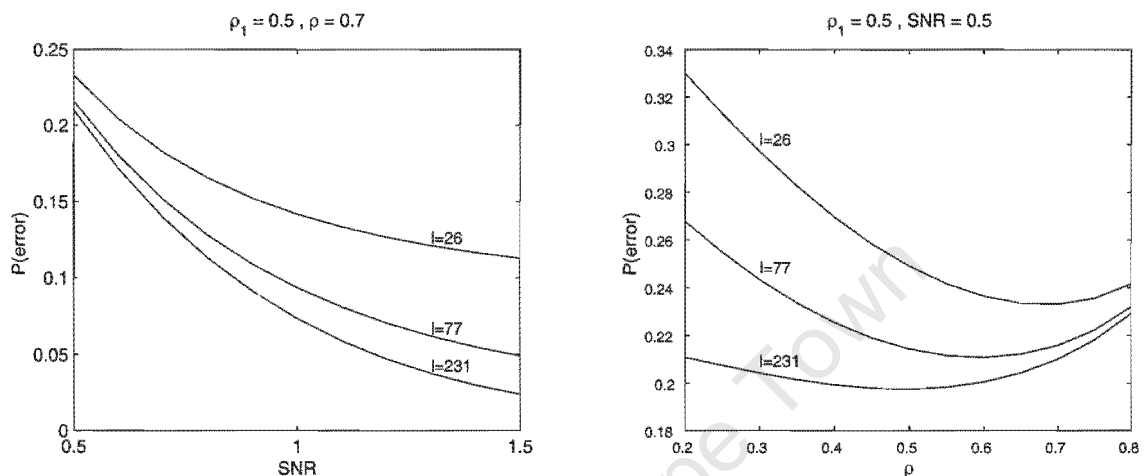 ρ₁ = 0.5 , ρ = 0.7
0.25
0.2
0.15
0.1
0.05
0
P(error)
l=26
l=77
l=231
0.5
1
1.5
SNR
ρ₁ = 0.5 , SNR = 0.5
0.34
0.32
0.3
0.28
0.26
0.24
0.22
0.2
0.18
P(error)
l=26
l=77
l=231
0.2
0.3
0.4
0.5
0.6
0.7
0.8
ρ
pe Town